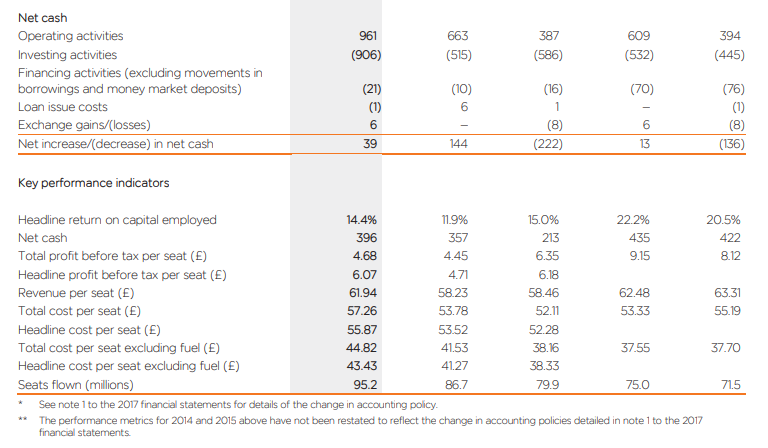 Net cash
Operating activities 961 663 387 609 394
Investing activities (906) (515) (586) (532) (445)
Financing activities (excluding movements in
borrowings and money market deposits) (21) (10) (16) (70) (76)
Loan issue costs (1) 6 1 – (1)
Exchange gains/(losses) 6 – (8) 6 (8)
Net increase/(decrease) in net cash 39 144 (222) 13 (136)
Key performance indicators
Headline return on capital employed 14.4% 11.9% 15.0% 22.2% 20.5%
Net cash 396 357 213 435 422
Total profit before tax per seat (£) 4.68 4.45 6.35 9.15 8.12
Headline profit before tax per seat (£) 6.07 4.71 6.18
Revenue per seat (£) 61.94 58.23 58.46 62.48 63.31
Total cost per seat (£) 57.26 53.78 52.11 53.33 55.19
Headline cost per seat (£) 55.87 53.52 52.28
Total cost per seat excluding fuel (£) 44.82 41.53 38.16 37.55 37.70
Headline cost per seat excluding fuel (£) 43.43 41.27 38.33
Seats flown (millions) 95.2 86.7 79.9 75.0 71.5
* See note 1 to the 2017 financial statements for details of the change in accounting policy.
** The performance metrics for 2014 and 2015 above have not been restated to reflect the change in accounting policies detailed in note 1 to the 2017
financial statements.